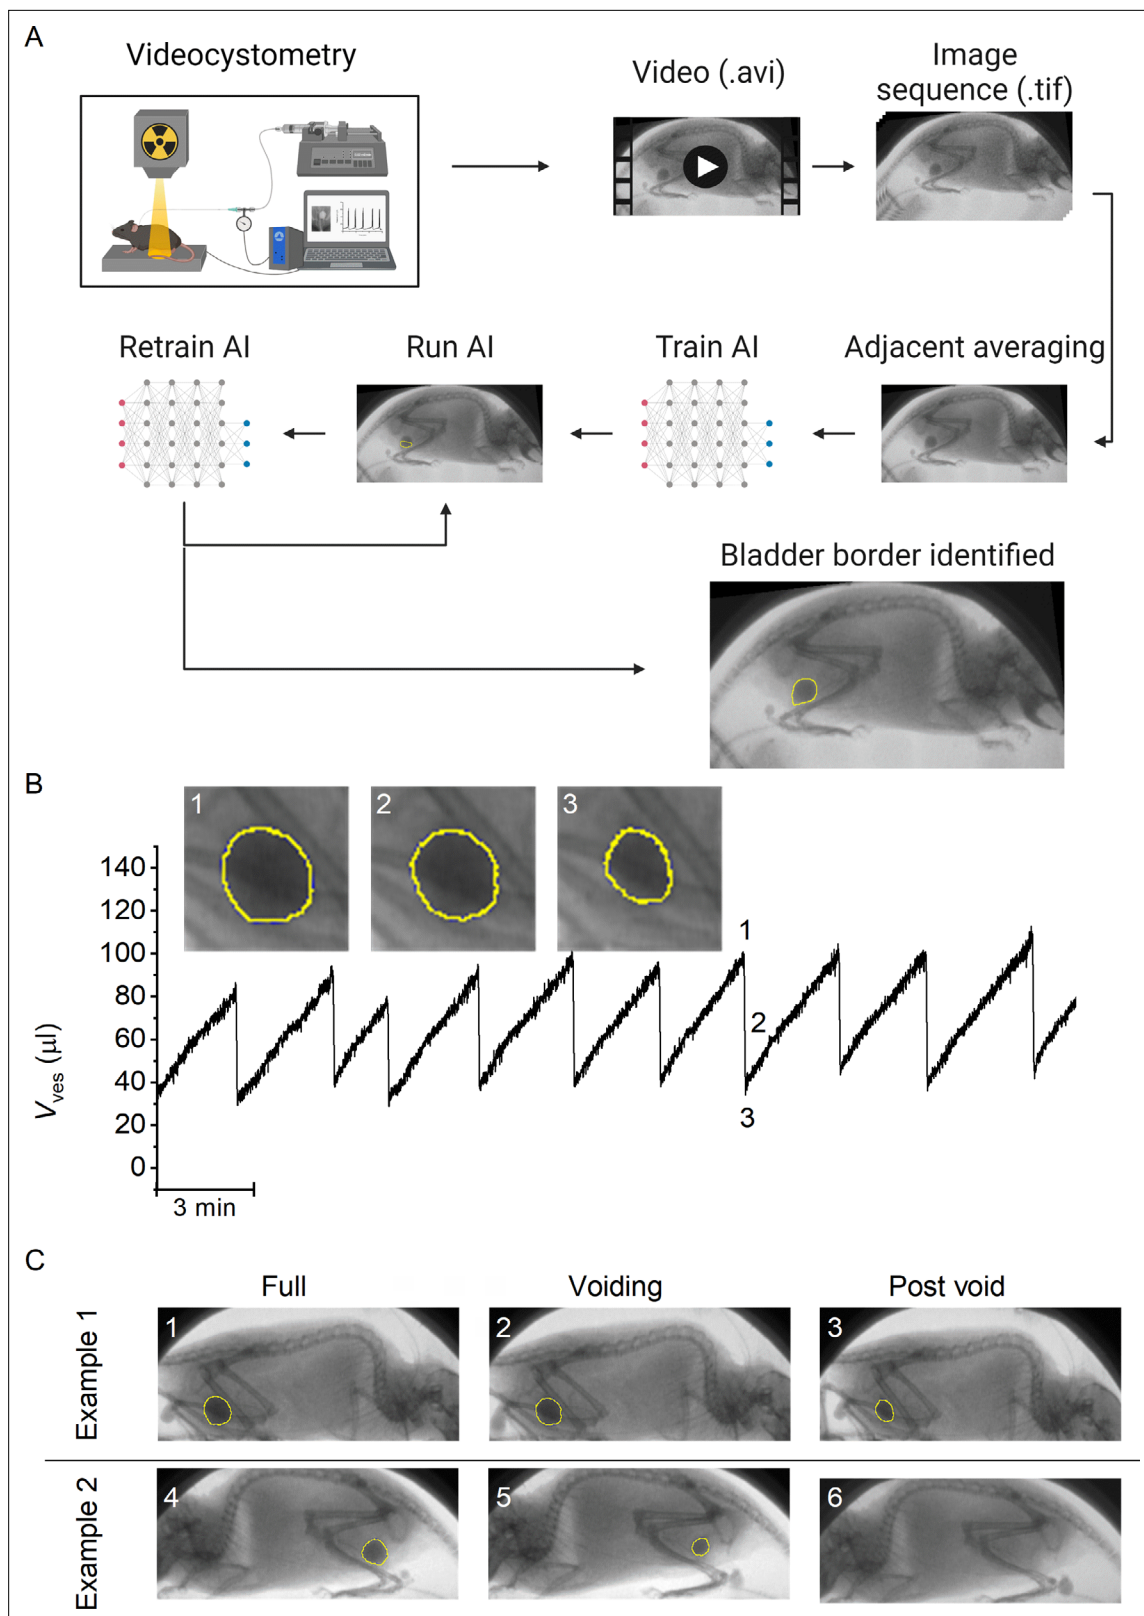 A
Videocystometry
Video (.avi)
Image
sequence (.tif)
Retrain AI
Run AI
Train AI
Adjacent averaging
Bladder border identified
B
1
2
3
140
120
100
80
60
40
20
0
V_ves (µl)
1
2
3
3 min
C
Full
Voiding
Post void
Example 1
1
2
3
Example 2
4
5
6